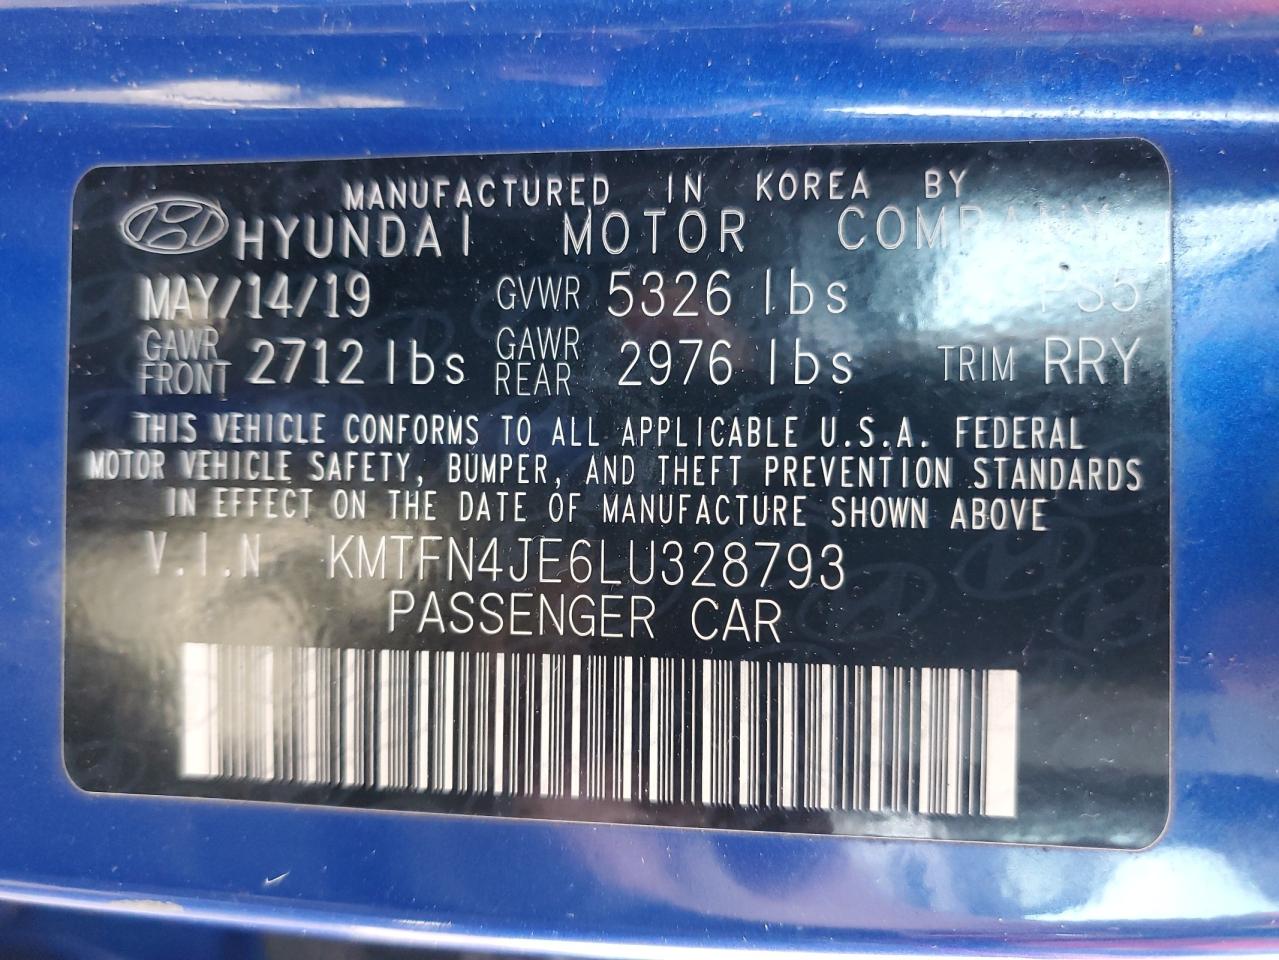 MANUFACTURED IN KOREA BY
HYUNDAI MOTOR COMPANY
MAY/14/19 GVWR 5326 lbs PS5
GAWR FRONT 2712 lbs GAWR REAR 2976 lbs TRIM RRY
THIS VEHICLE CONFORMS TO ALL APPLICABLE U.S.A. FEDERAL
MOTOR VEHICLE SAFETY, BUMPER, AND THEFT PREVENTION STANDARDS
IN EFFECT ON THE DATE OF MANUFACTURE SHOWN ABOVE
V.I.N KMTFN4JE6LU328793
PASSENGER CAR